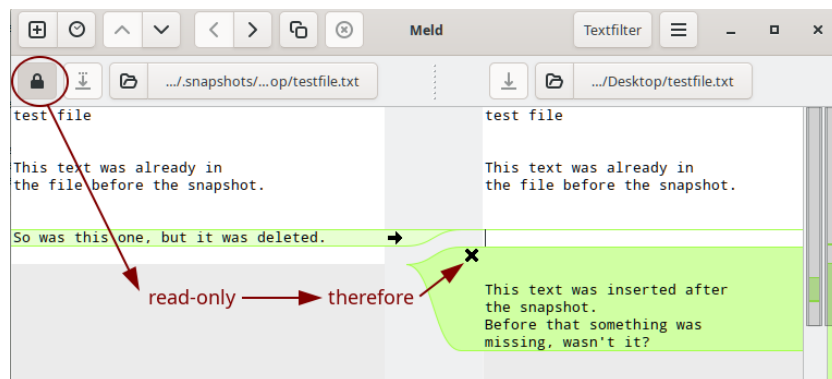 Meld
Textfilter
.../.snapshots/...op/testfile.txt
.../Desktop/testfile.txt
test file
This text was already in
the file before the snapshot.
So was this one, but it was deleted.
test file
This text was already in
the file before the snapshot.
This text was inserted after
the snapshot.
Before that something was
missing, wasn't it?
read-only
therefore